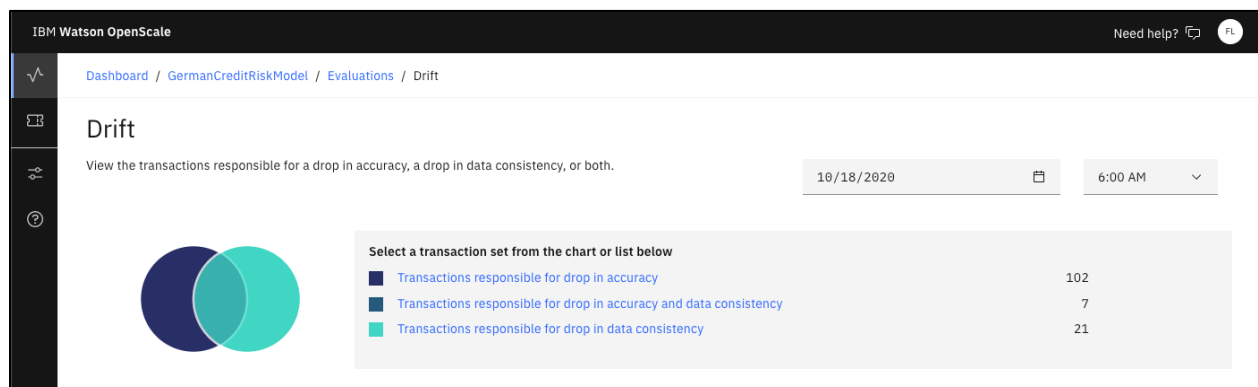 IBM Watson OpenScale
Need help?
FL
Dashboard / GermanCreditRiskModel / Evaluations / Drift
Drift
View the transactions responsible for a drop in accuracy, a drop in data consistency, or both.
10/18/2020
6:00 AM
Select a transaction set from the chart or list below
Transactions responsible for drop in accuracy 102
Transactions responsible for drop in accuracy and data consistency 7
Transactions responsible for drop in data consistency 21